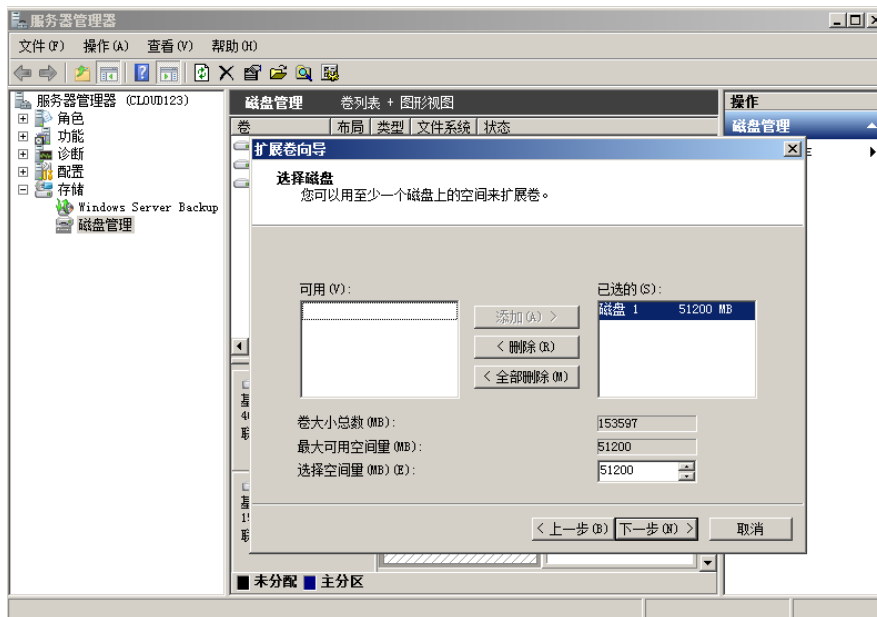 服务器管理器
文件(F) 操作(A) 查看(V) 帮助(H)
服务器管理器 (CLOUD123)
角色
功能
诊断
配置
存储
Windows Server Backup
磁盘管理
磁盘管理 卷列表 + 图形视图
卷 布局 类型 文件系统 状态
操作
磁盘管理
扩展卷向导
选择磁盘
您可以用至少一个磁盘上的空间来扩展卷。
可用(V):
已选的(S):
磁盘 1 51200 MB
添加(A) >
< 删除(R)
< 全部删除(M)
卷大小总数(MB): 153597
最大可用空间量(MB): 51200
选择空间量(MB)(E): 51200
< 上一步(B) 下一步(N) > 取消
未分配 主分区